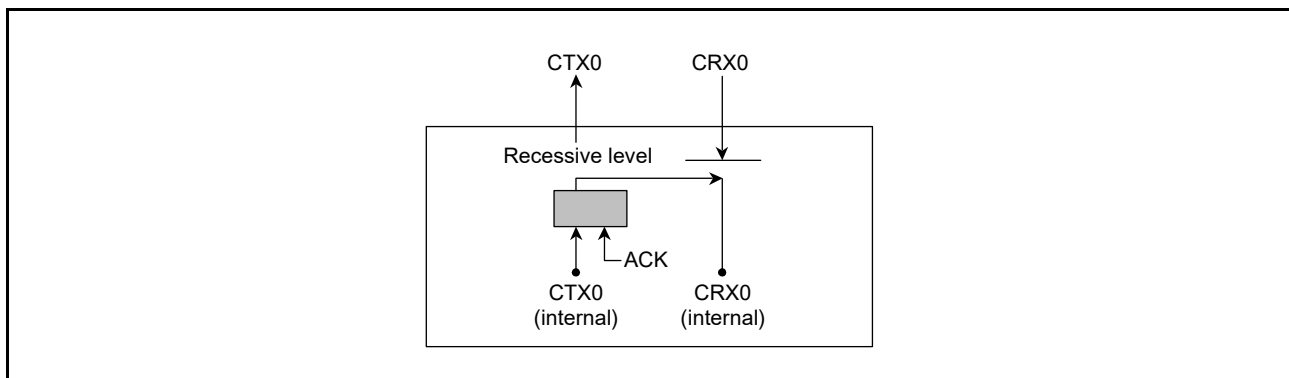 CTX0 CRX0
Recessive level
ACK
CTX0 CRX0
(internal) (internal)